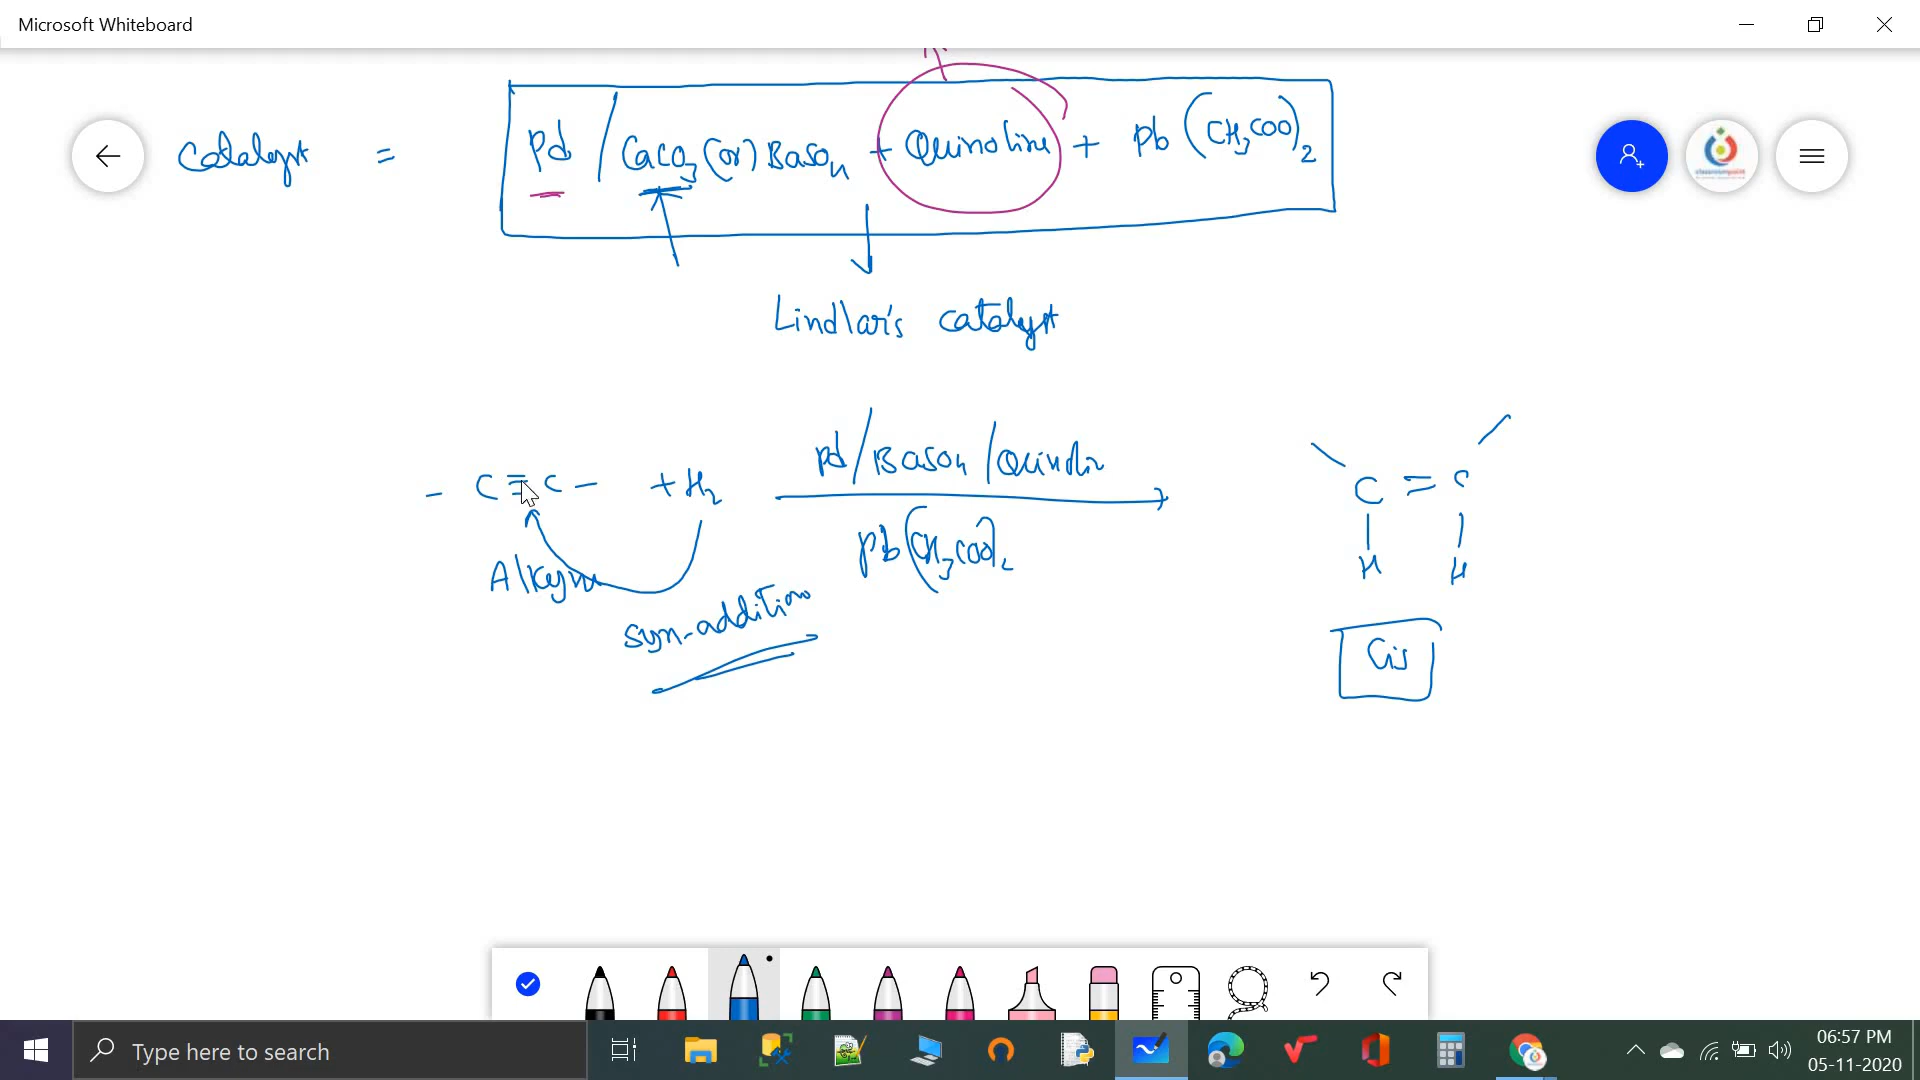 Microsoft Whiteboard
Catalyst = Pd / CaCO3 (or) BaSO4 + Quinoline + Pb (CH3COO)2
Lindlar's catalyst
- C ≡ C - + H2
Pd / BaSO4 / Quinolin
Pb (CH3COO)2
C = C
H H
Alkyne
syn-addition
Cis
Type here to search
06:57 PM
05-11-2020